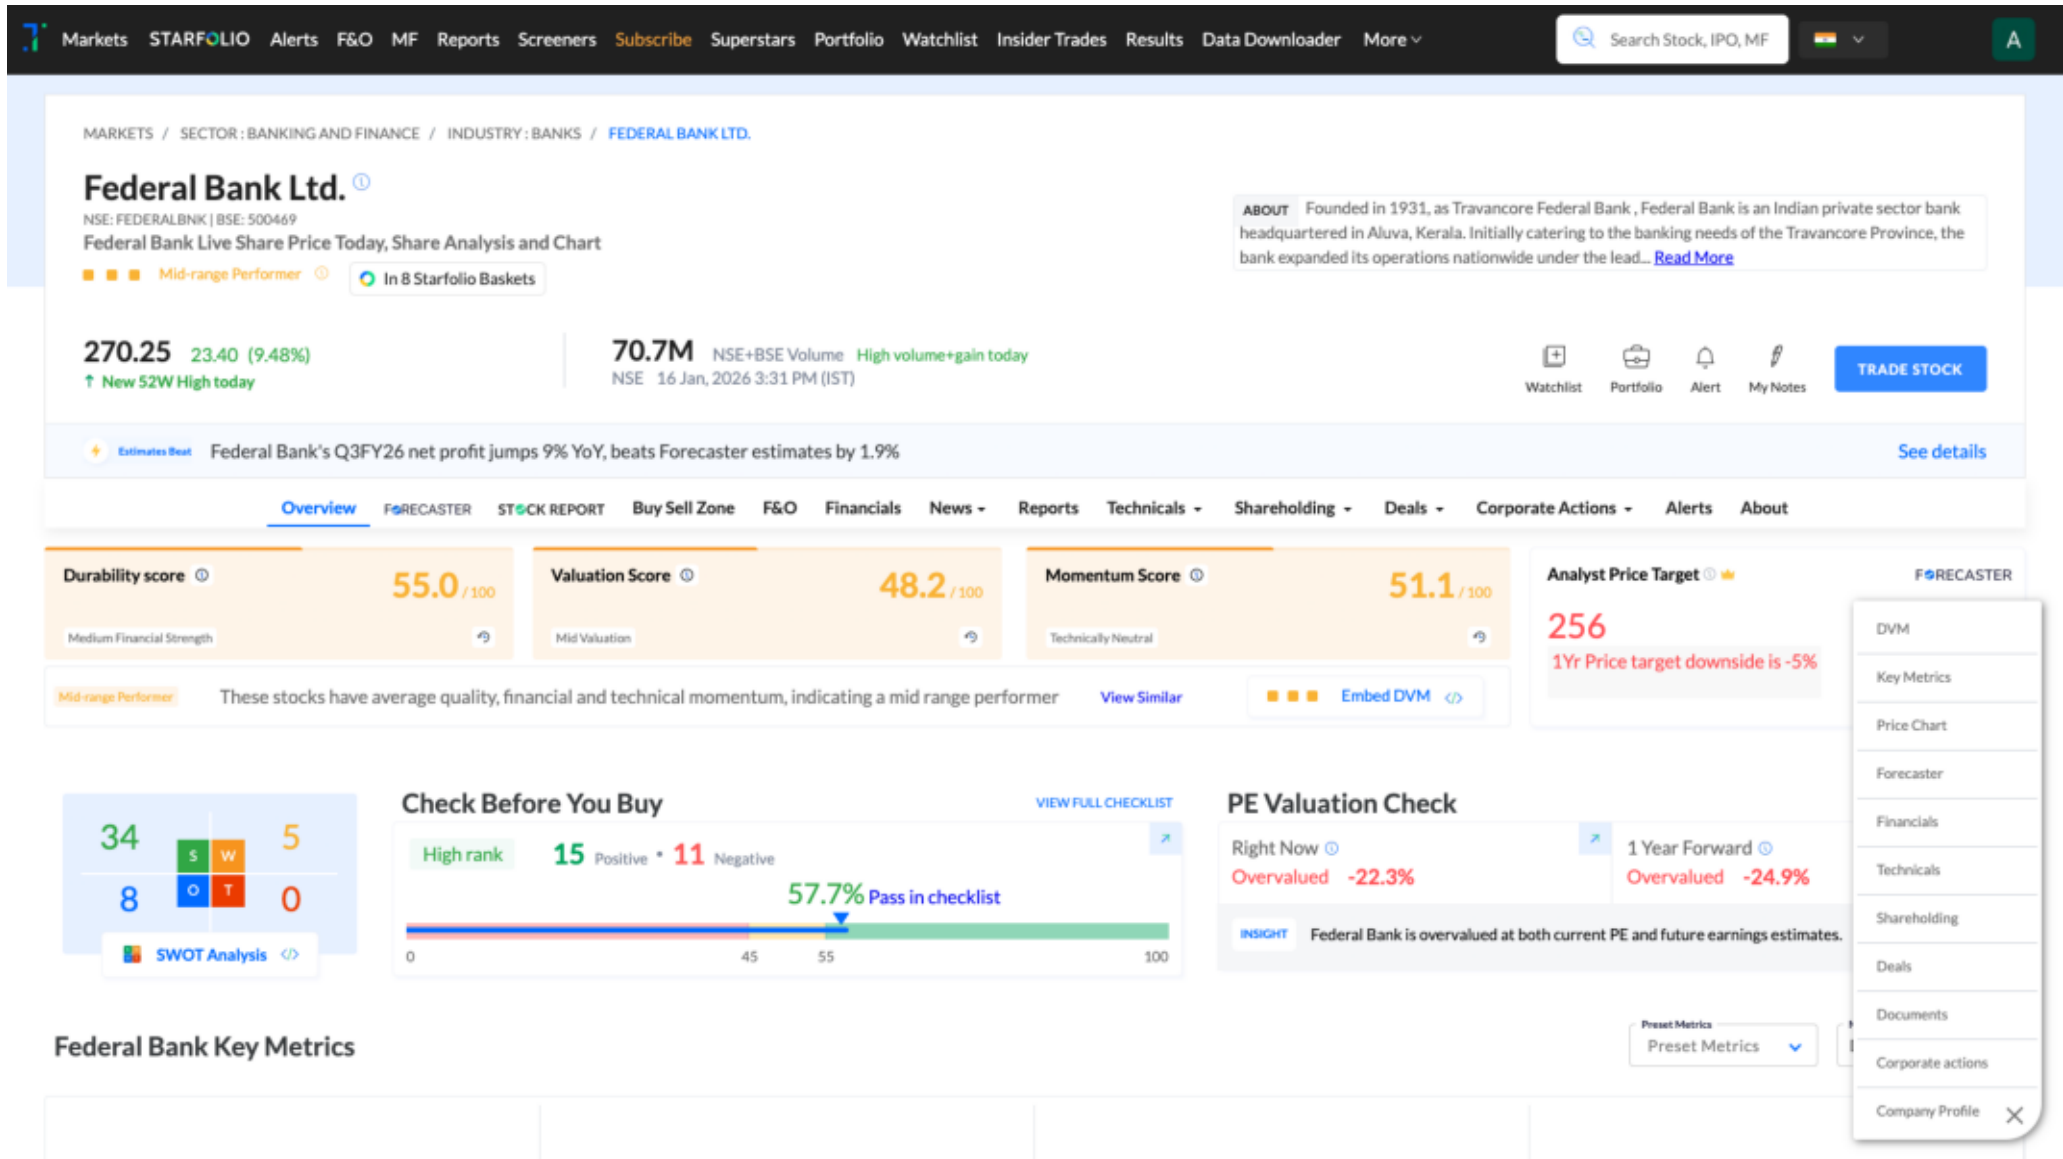 Markets STARFOLIO Alerts F&O MF Reports Screeners Subscribe Superstars Portfolio Watchlist Insider Trades Results Data Downloader More Search Stock, IPO, MF A
MARKETS / SECTOR : BANKING AND FINANCE / INDUSTRY : BANKS / FEDERAL BANK LTD.
Federal Bank Ltd.
NSE: FEDERALBNK | BSE: 500469
Federal Bank Live Share Price Today, Share Analysis and Chart
Mid-range Performer In 8 Starfolio Baskets
ABOUT Founded in 1931, as Travancore Federal Bank , Federal Bank is an Indian private sector bank
headquartered in Aluva, Kerala. Initially catering to the banking needs of the Travancore Province, the
bank expanded its operations nationwide under the lead... Read More
270.25 23.40 (9.48%)
New 52W High today
70.7M NSE+BSE Volume High volume+gain today
NSE 16 Jan, 2026 3:31 PM (IST)
Watchlist Portfolio Alert My Notes TRADE STOCK
Estimates Beat Federal Bank's Q3FY26 net profit jumps 9% YoY, beats Forecaster estimates by 1.9% See details
Overview FORECASTER STOCK REPORT Buy Sell Zone F&O Financials News Reports Technicals Shareholding Deals Corporate Actions Alerts About
Durability score 55.0 / 100
Medium Financial Strength
Valuation Score 48.2 / 100
Mid Valuation
Momentum Score 51.1 / 100
Technically Neutral
Analyst Price Target FORECASTER
256
1Yr Price target downside is -5%
Mid-range Performer These stocks have average quality, financial and technical momentum, indicating a mid range performer View Similar Embed DVM
34 S W 5
8 O T 0
SWOT Analysis
Check Before You Buy VIEW FULL CHECKLIST
High rank 15 Positive • 11 Negative
57.7% Pass in checklist
0 45 55 100
PE Valuation Check
Right Now
Overvalued -22.3%
1 Year Forward
Overvalued -24.9%
INSIGHT Federal Bank is overvalued at both current PE and future earnings estimates.
Federal Bank Key Metrics
Preset Metrics
Preset Metrics
DVM
Key Metrics
Price Chart
Forecaster
Financials
Technicals
Shareholding
Deals
Documents
Corporate actions
Company Profile